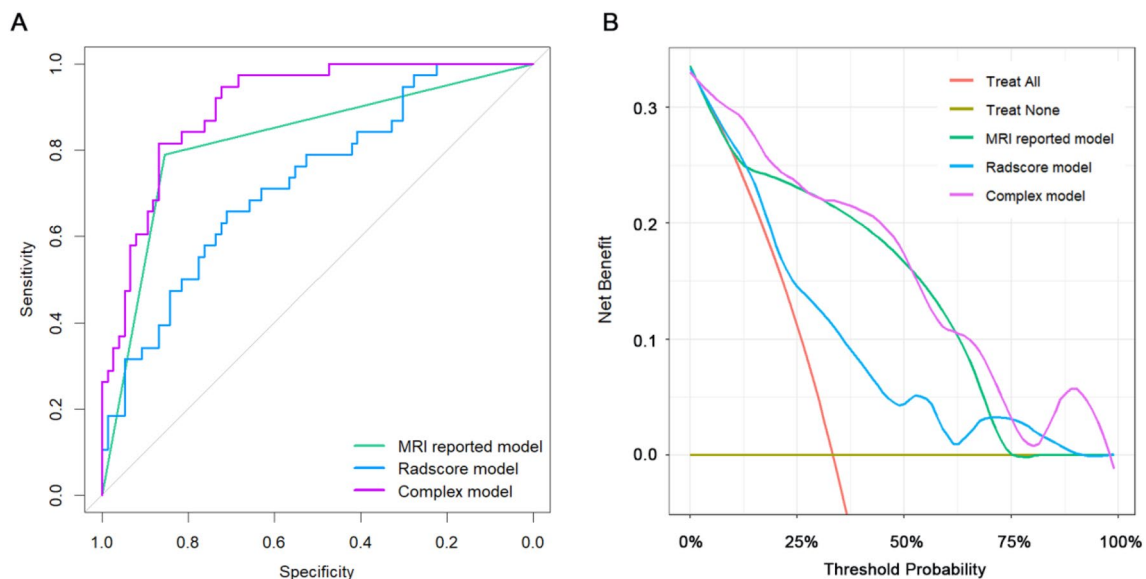 A
1.0
0.8
0.6
0.4
0.2
0.0
Sensitivity
MRI reported model
Radscore model
Complex model
1.0 0.8 0.6 0.4 0.2 0.0
Specificity
B
0.3
0.2
0.1
0.0
Net Benefit
Treat All
Treat None
MRI reported model
Radscore model
Complex model
0% 25% 50% 75% 100%
Threshold Probability